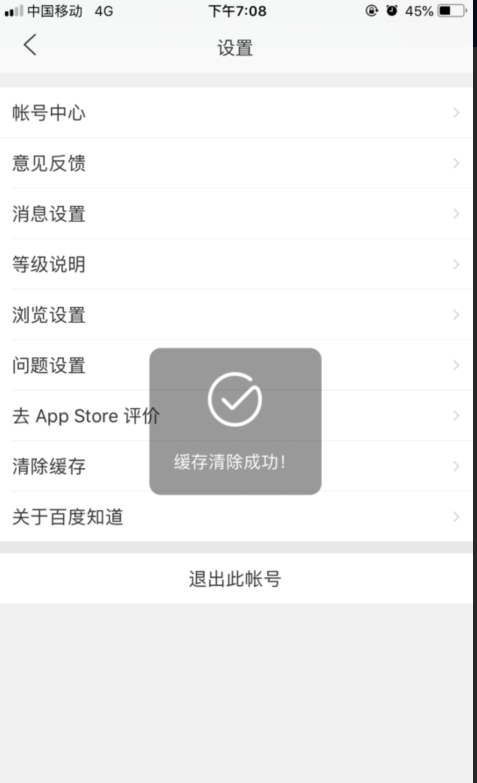 中国移动 4G 下午7:08 45%
设置
帐号中心
意见反馈
消息设置
等级说明
浏览设置
问题设置
去 App Store 评价
清除缓存
缓存清除成功！
关于百度知道
退出此帐号